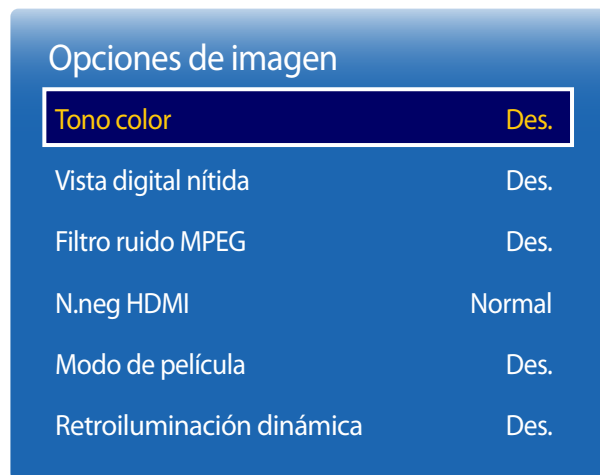 Opciones de imagen
Tono color Des.
Vista digital nítida Des.
Filtro ruido MPEG Des.
N.neg HDMI Normal
Modo de película Des.
Retroiluminación dinámica Des.